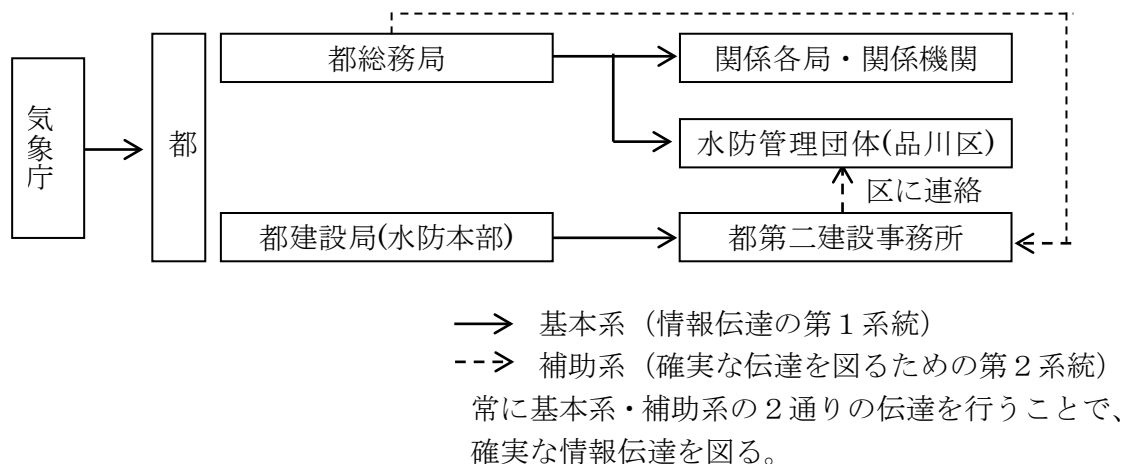 都総務局
関係各局・関係機関
気象庁
都
水防管理団体(品川区)
区に連絡
都建設局(水防本部)
都第二建設事務所
基本系（情報伝達の第１系統）
補助系（確実な伝達を図るための第２系統）
常に基本系・補助系の２通りの伝達を行うことで、
確実な情報伝達を図る。